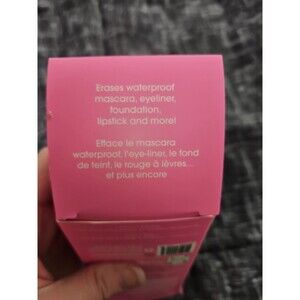 Erases waterproof
mascara, eyeliner,
foundation,
lipstick and more!
Efface le mascara
waterproof, l'eye-liner, le fond
de teint, le rouge à lèvres...
et plus encore